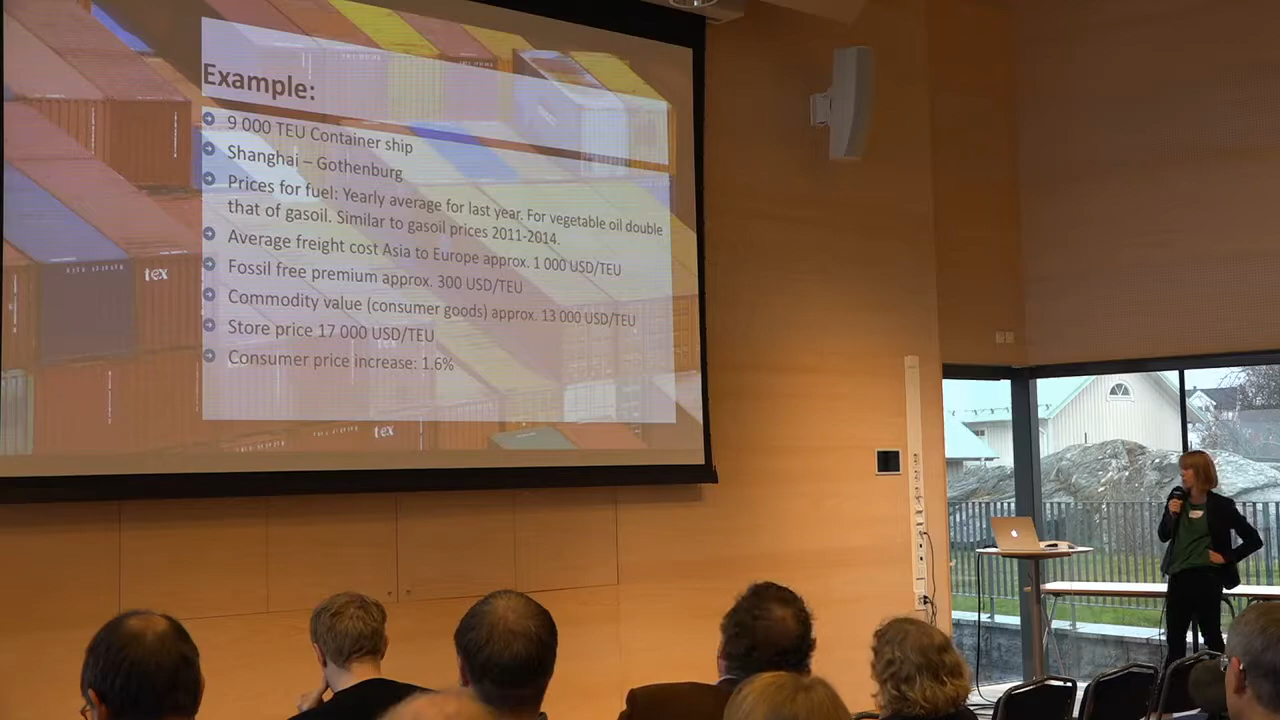 Example:
9 000 TEU Container ship
Shanghai – Gothenburg
Prices for fuel: Yearly average for last year. For vegetable oil double
that of gasoil. Similar to gasoil prices 2011-2014.
Average freight cost Asia to Europe approx. 1 000 USD/TEU
Fossil free premium approx. 300 USD/TEU
Commodity value (consumer goods) approx. 13 000 USD/TEU
Store price 17 000 USD/TEU
Consumer price increase: 1.6%
tex
tex